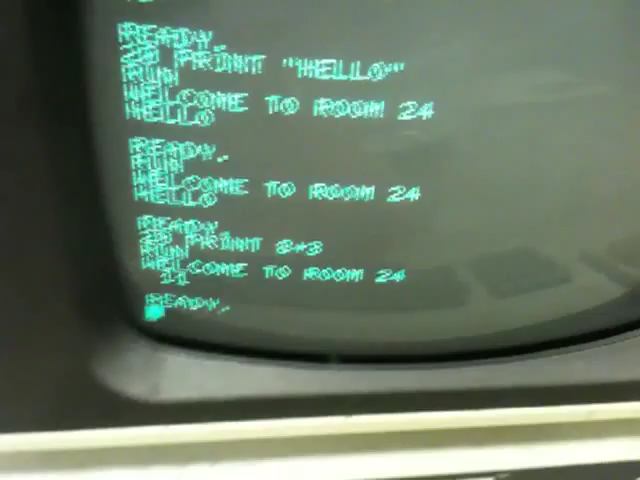 READY.
20 PRINT "HELLO"
RUN
WELCOME TO ROOM 24
HELLO
READY.
RUN
WELCOME TO ROOM 24
HELLO
READY.
20 PRINT 8+3
RUN
WELCOME TO ROOM 24
11
READY.